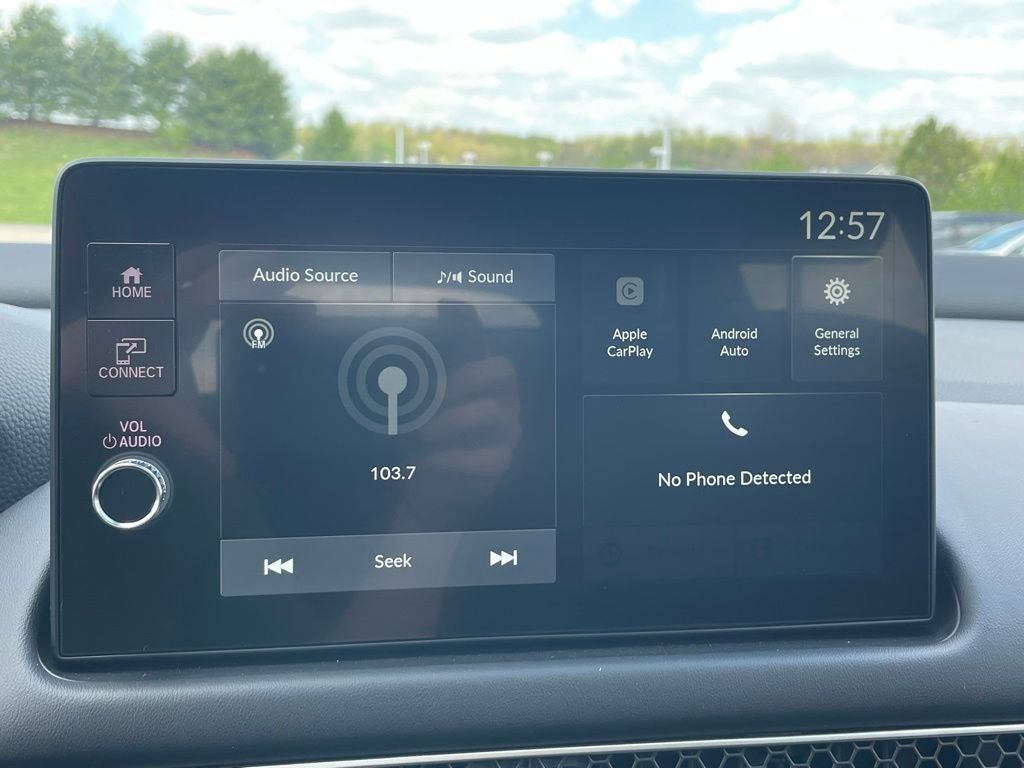 12:57
HOME
CONNECT
VOL
AUDIO
Audio Source
Sound
FM
103.7
Seek
Apple
CarPlay
Android
Auto
General
Settings
No Phone Detected